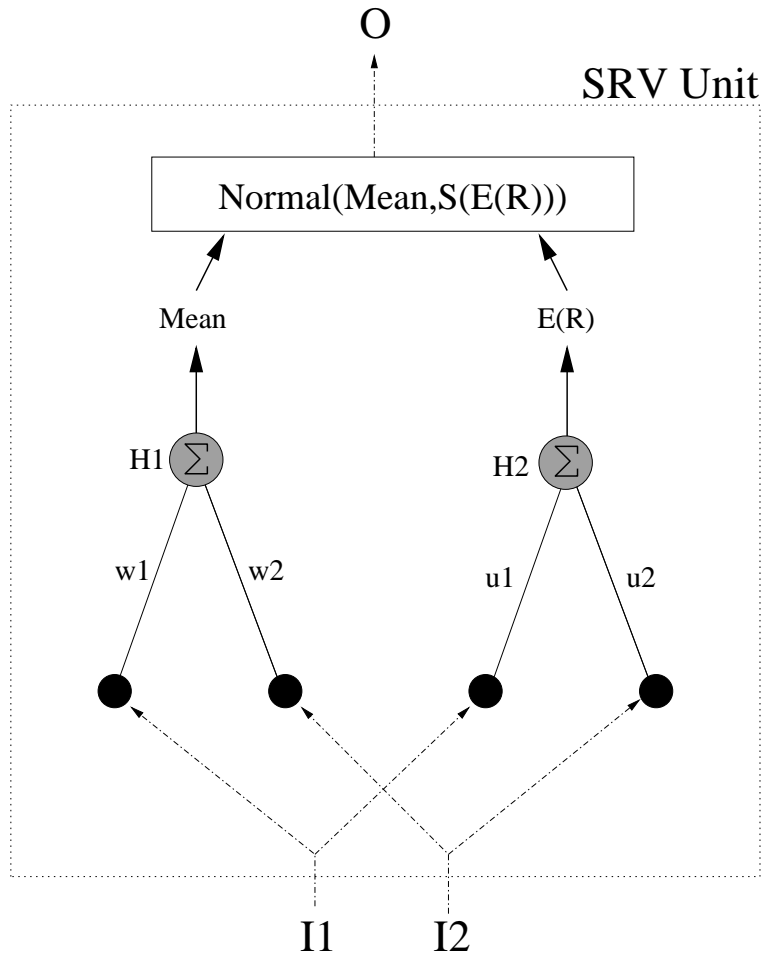 O
SRV Unit
Normal(Mean,S(E(R)))
Mean E(R)
H1 Σ H2 Σ
w1 w2 u1 u2
I1 I2